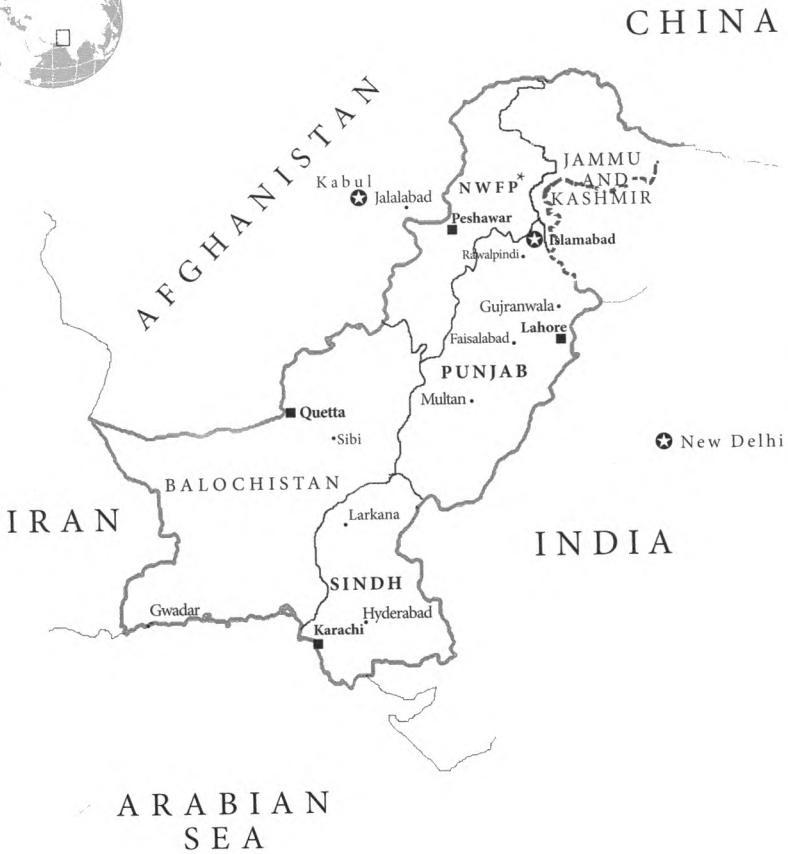 CHINA
AFGHANISTAN
JAMMU
AND
KASHMIR
Kabul
Jalalabad
NWFP*
Peshawar
Islamabad
Rawalpindi
Gujranwala
Lahore
Faisalabad
PUNJAB
Multan
Quetta
Sibi
New Delhi
BALOCHISTAN
IRAN
Larkana
INDIA
SINDH
Gwadar
Hyderabad
Karachi
ARABIAN
SEA